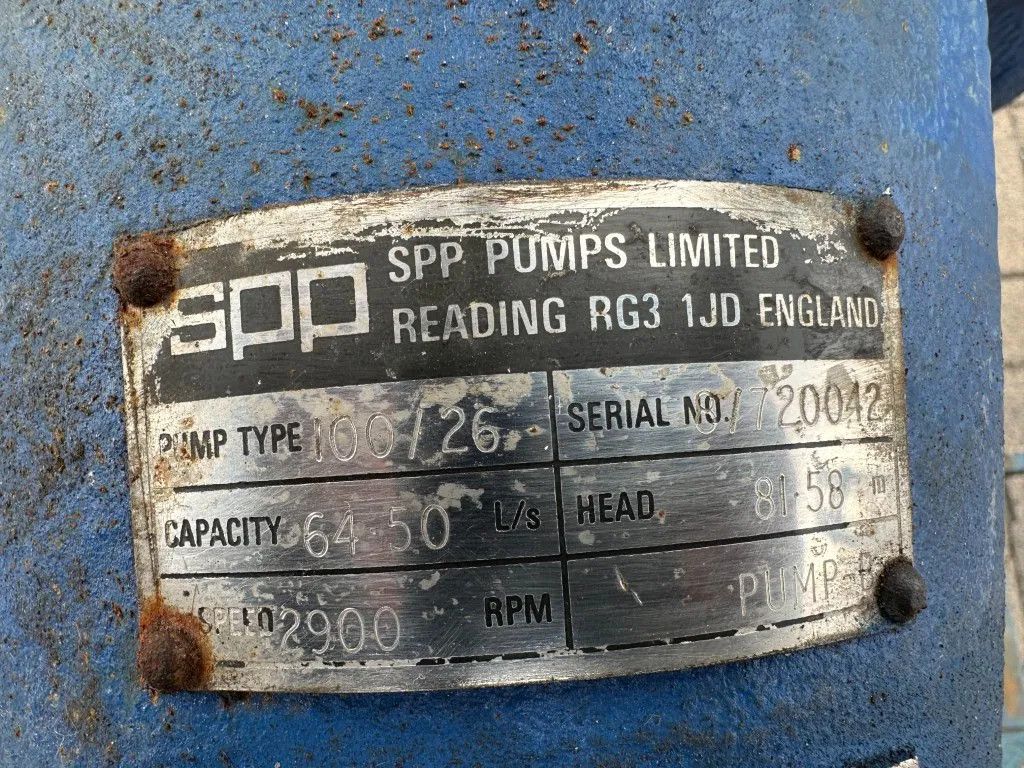 spp
SPP PUMPS LIMITED
READING RG3 1JD ENGLAND
PUMP TYPE 100/26
SERIAL NO. /720042
CAPACITY 64·50 L/s
HEAD 81·58 m
SPEED 2900 RPM
PUMP